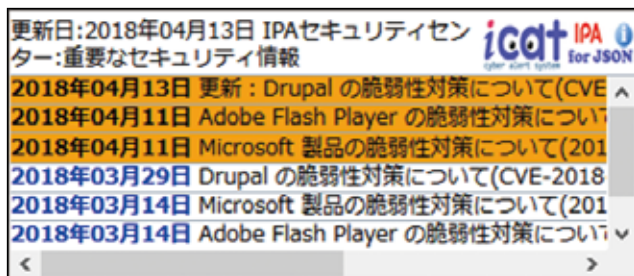 更新日:2018年04月13日 IPAセキュリティセン
ター:重要なセキュリティ情報
icat IPA
cyber alert system for JSON
2018年04月13日 更新：Drupal の脆弱性対策について(CVE
2018年04月11日 Adobe Flash Player の脆弱性対策につい
2018年04月11日 Microsoft 製品の脆弱性対策について(201
2018年03月29日 Drupal の脆弱性対策について(CVE-2018
2018年03月14日 Microsoft 製品の脆弱性対策について(201
2018年03月14日 Adobe Flash Player の脆弱性対策につい